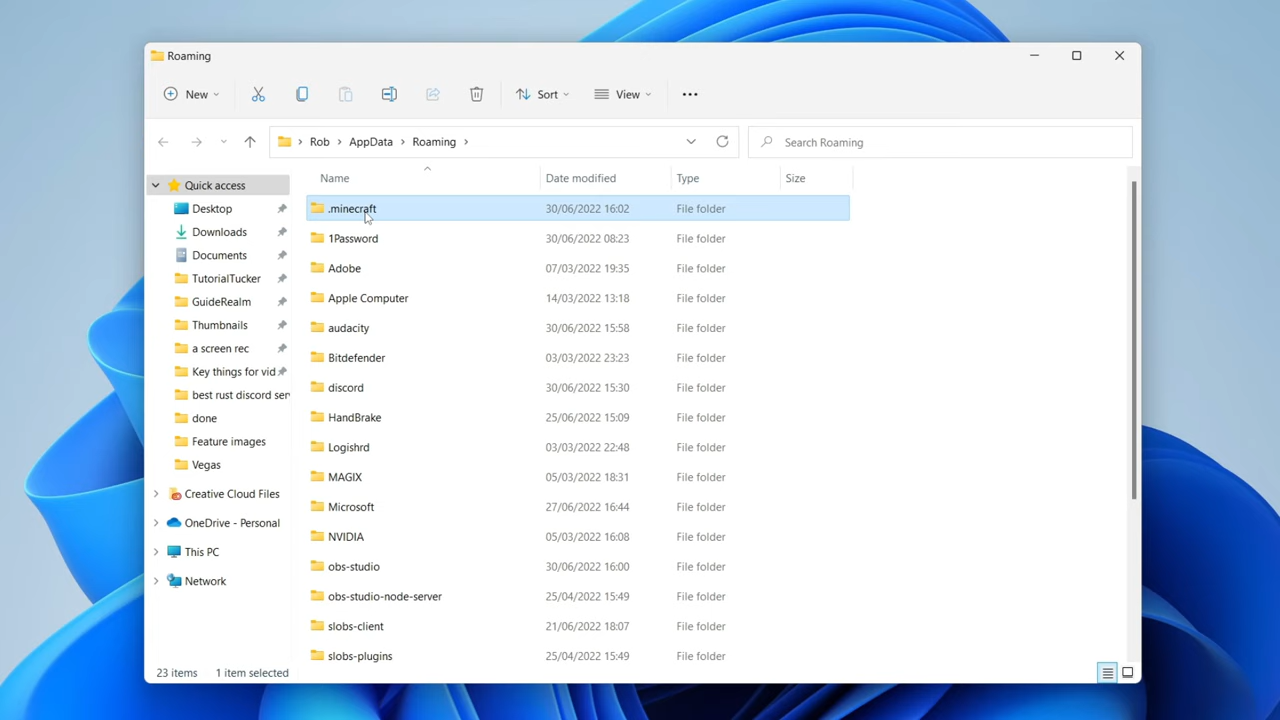 Roaming
New
Sort
View
Rob > AppData > Roaming >
Search Roaming
Name Date modified Type Size
Quick access
Desktop
Downloads
Documents
TutorialTucker
GuideRealm
Thumbnails
a screen rec
Key things for vid
best rust discord ser
done
Feature images
Vegas
Creative Cloud Files
OneDrive - Personal
This PC
Network
.minecraft 30/06/2022 16:02 File folder
1Password 30/06/2022 08:23 File folder
Adobe 07/03/2022 19:35 File folder
Apple Computer 14/03/2022 13:18 File folder
audacity 30/06/2022 15:58 File folder
Bitdefender 03/03/2022 23:23 File folder
discord 30/06/2022 15:30 File folder
HandBrake 25/06/2022 15:09 File folder
Logishrd 03/03/2022 22:48 File folder
MAGIX 05/03/2022 18:31 File folder
Microsoft 27/06/2022 16:44 File folder
NVIDIA 05/03/2022 16:08 File folder
obs-studio 30/06/2022 16:00 File folder
obs-studio-node-server 25/04/2022 15:49 File folder
slobs-client 21/06/2022 18:07 File folder
slobs-plugins 25/04/2022 15:49 File folder
23 items 1 item selected